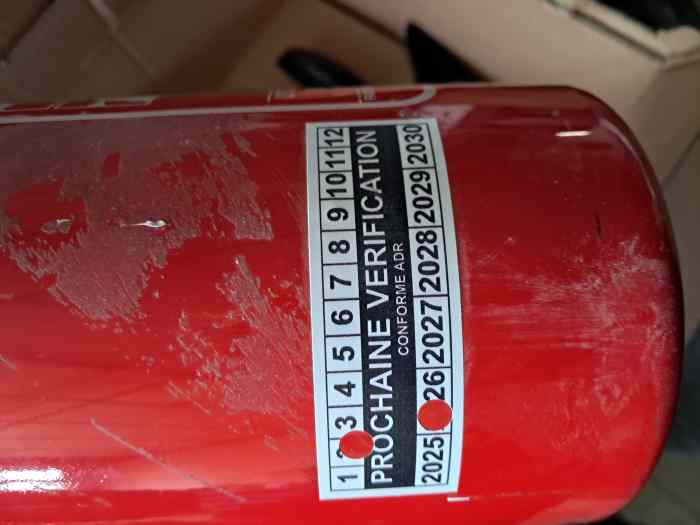 1 3 4 5 6 7 8 9 10 11 12
PROCHAINE VERIFICATION
CONFORME ADR
2025 26 2027 2028 2029 2030